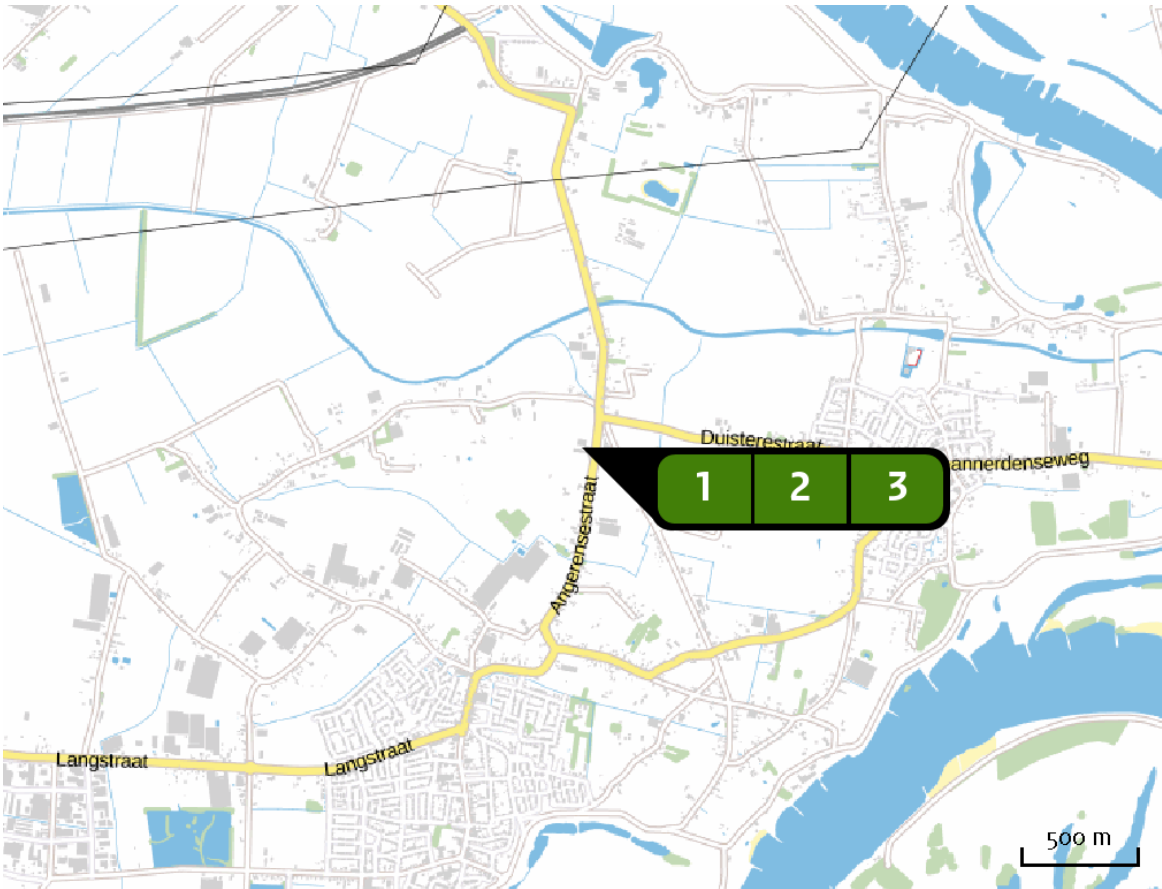 Duisterestraat
annerdenseweg
1 2 3
Angerensestraat
Langstraat
Langstraat
500 m